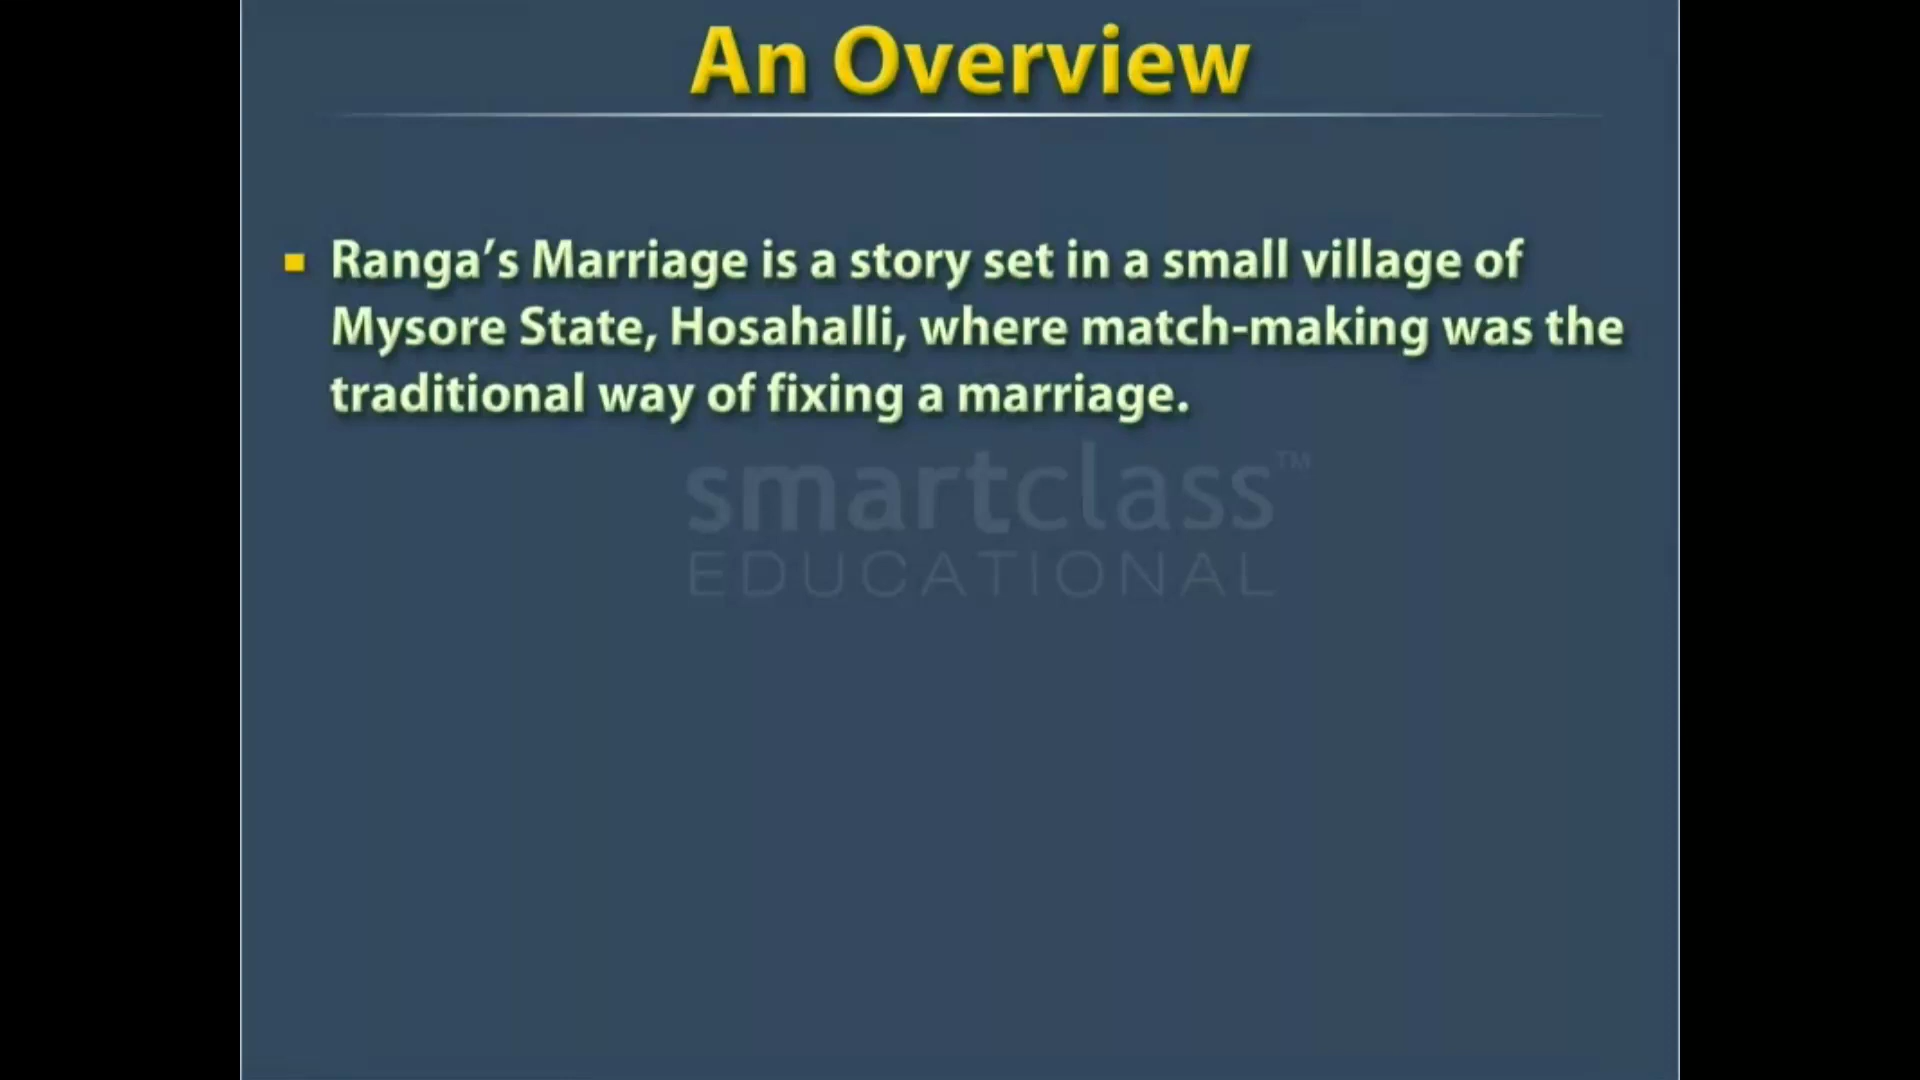 An Overview
Ranga's Marriage is a story set in a small village of
Mysore State, Hosahalli, where match-making was the
traditional way of fixing a marriage.
smartclass™
EDUCATIONAL